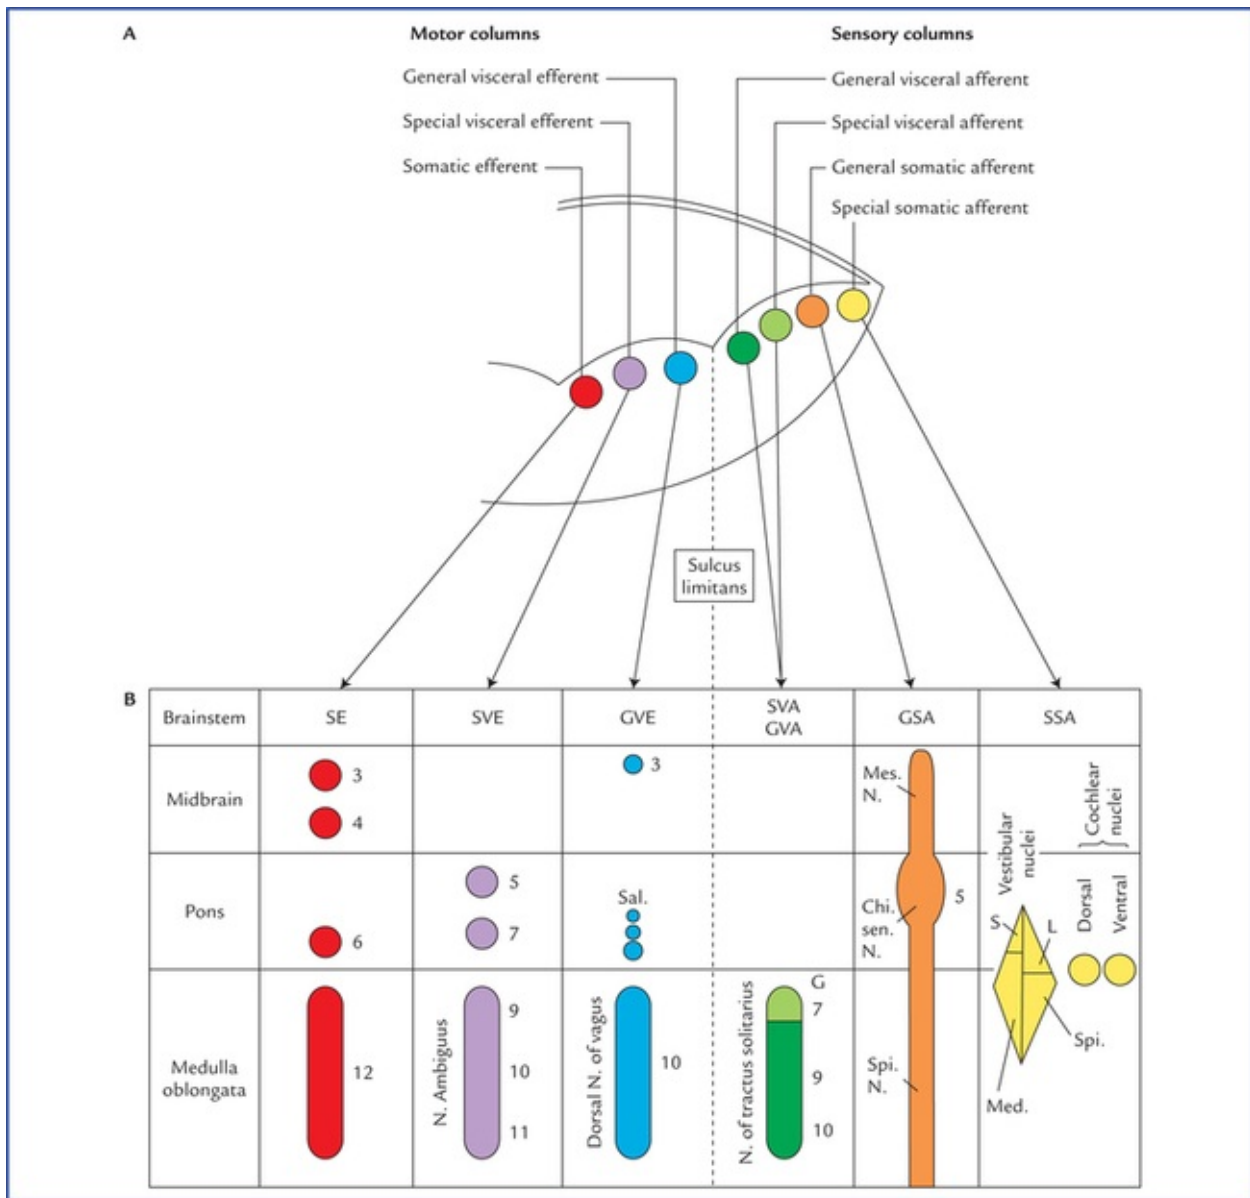 A
Motor columns
Sensory columns
General visceral efferent
General visceral afferent
Special visceral efferent
Special visceral afferent
Somatic efferent
General somatic afferent
Special somatic afferent
Sulcus
limitans
B
Brainstem
SE
SVE
GVE
SVA
GVA
GSA
SSA
Midbrain
3
4
3
Mes.
N.
Vestibular
nuclei
Cochlear
nuclei
Pons
6
5
7
Sal.
Chi.
sen.
N.
5
S
L
Dorsal
Ventral
Medulla
oblongata
12
N. Ambiguus
9
10
11
Dorsal N. of vagus
10
N. of tractus solitarius
G
7
9
10
Spi.
N.
Med.
Spi.